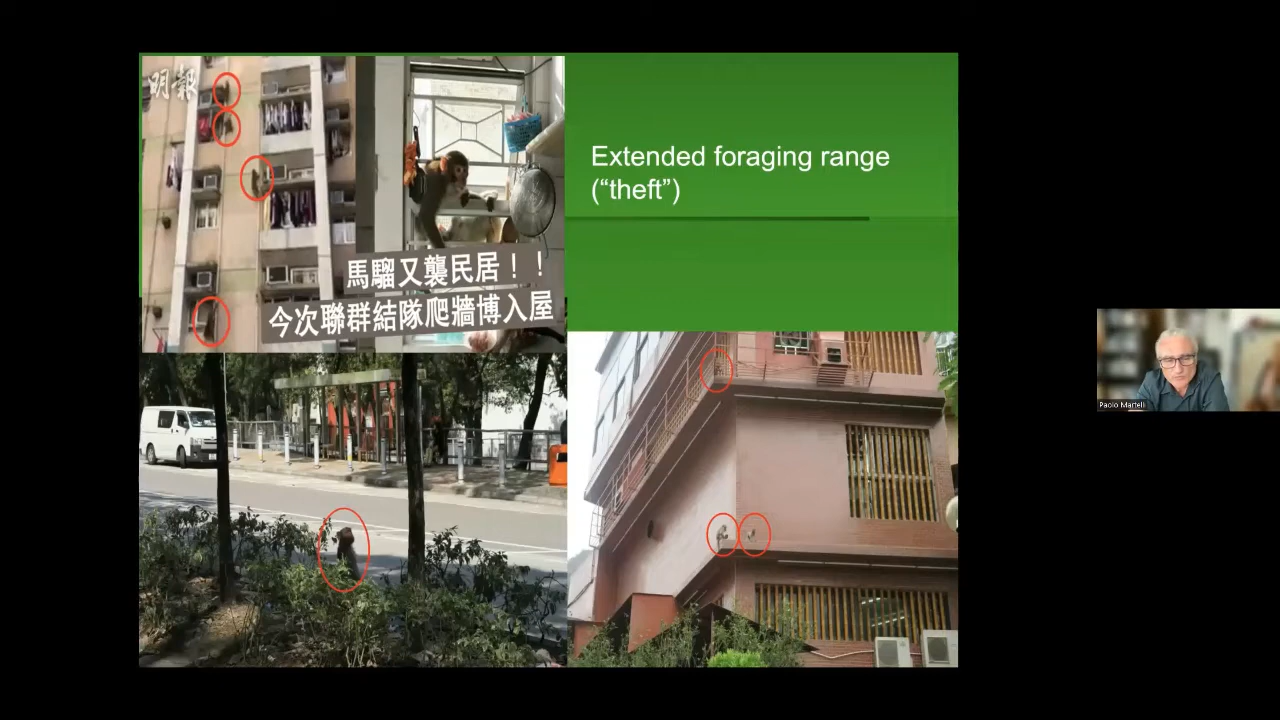 明報
馬騮又襲民居！！
今次聯群結隊爬牆博入屋
Extended foraging range
(“theft”)
Paolo Martelli